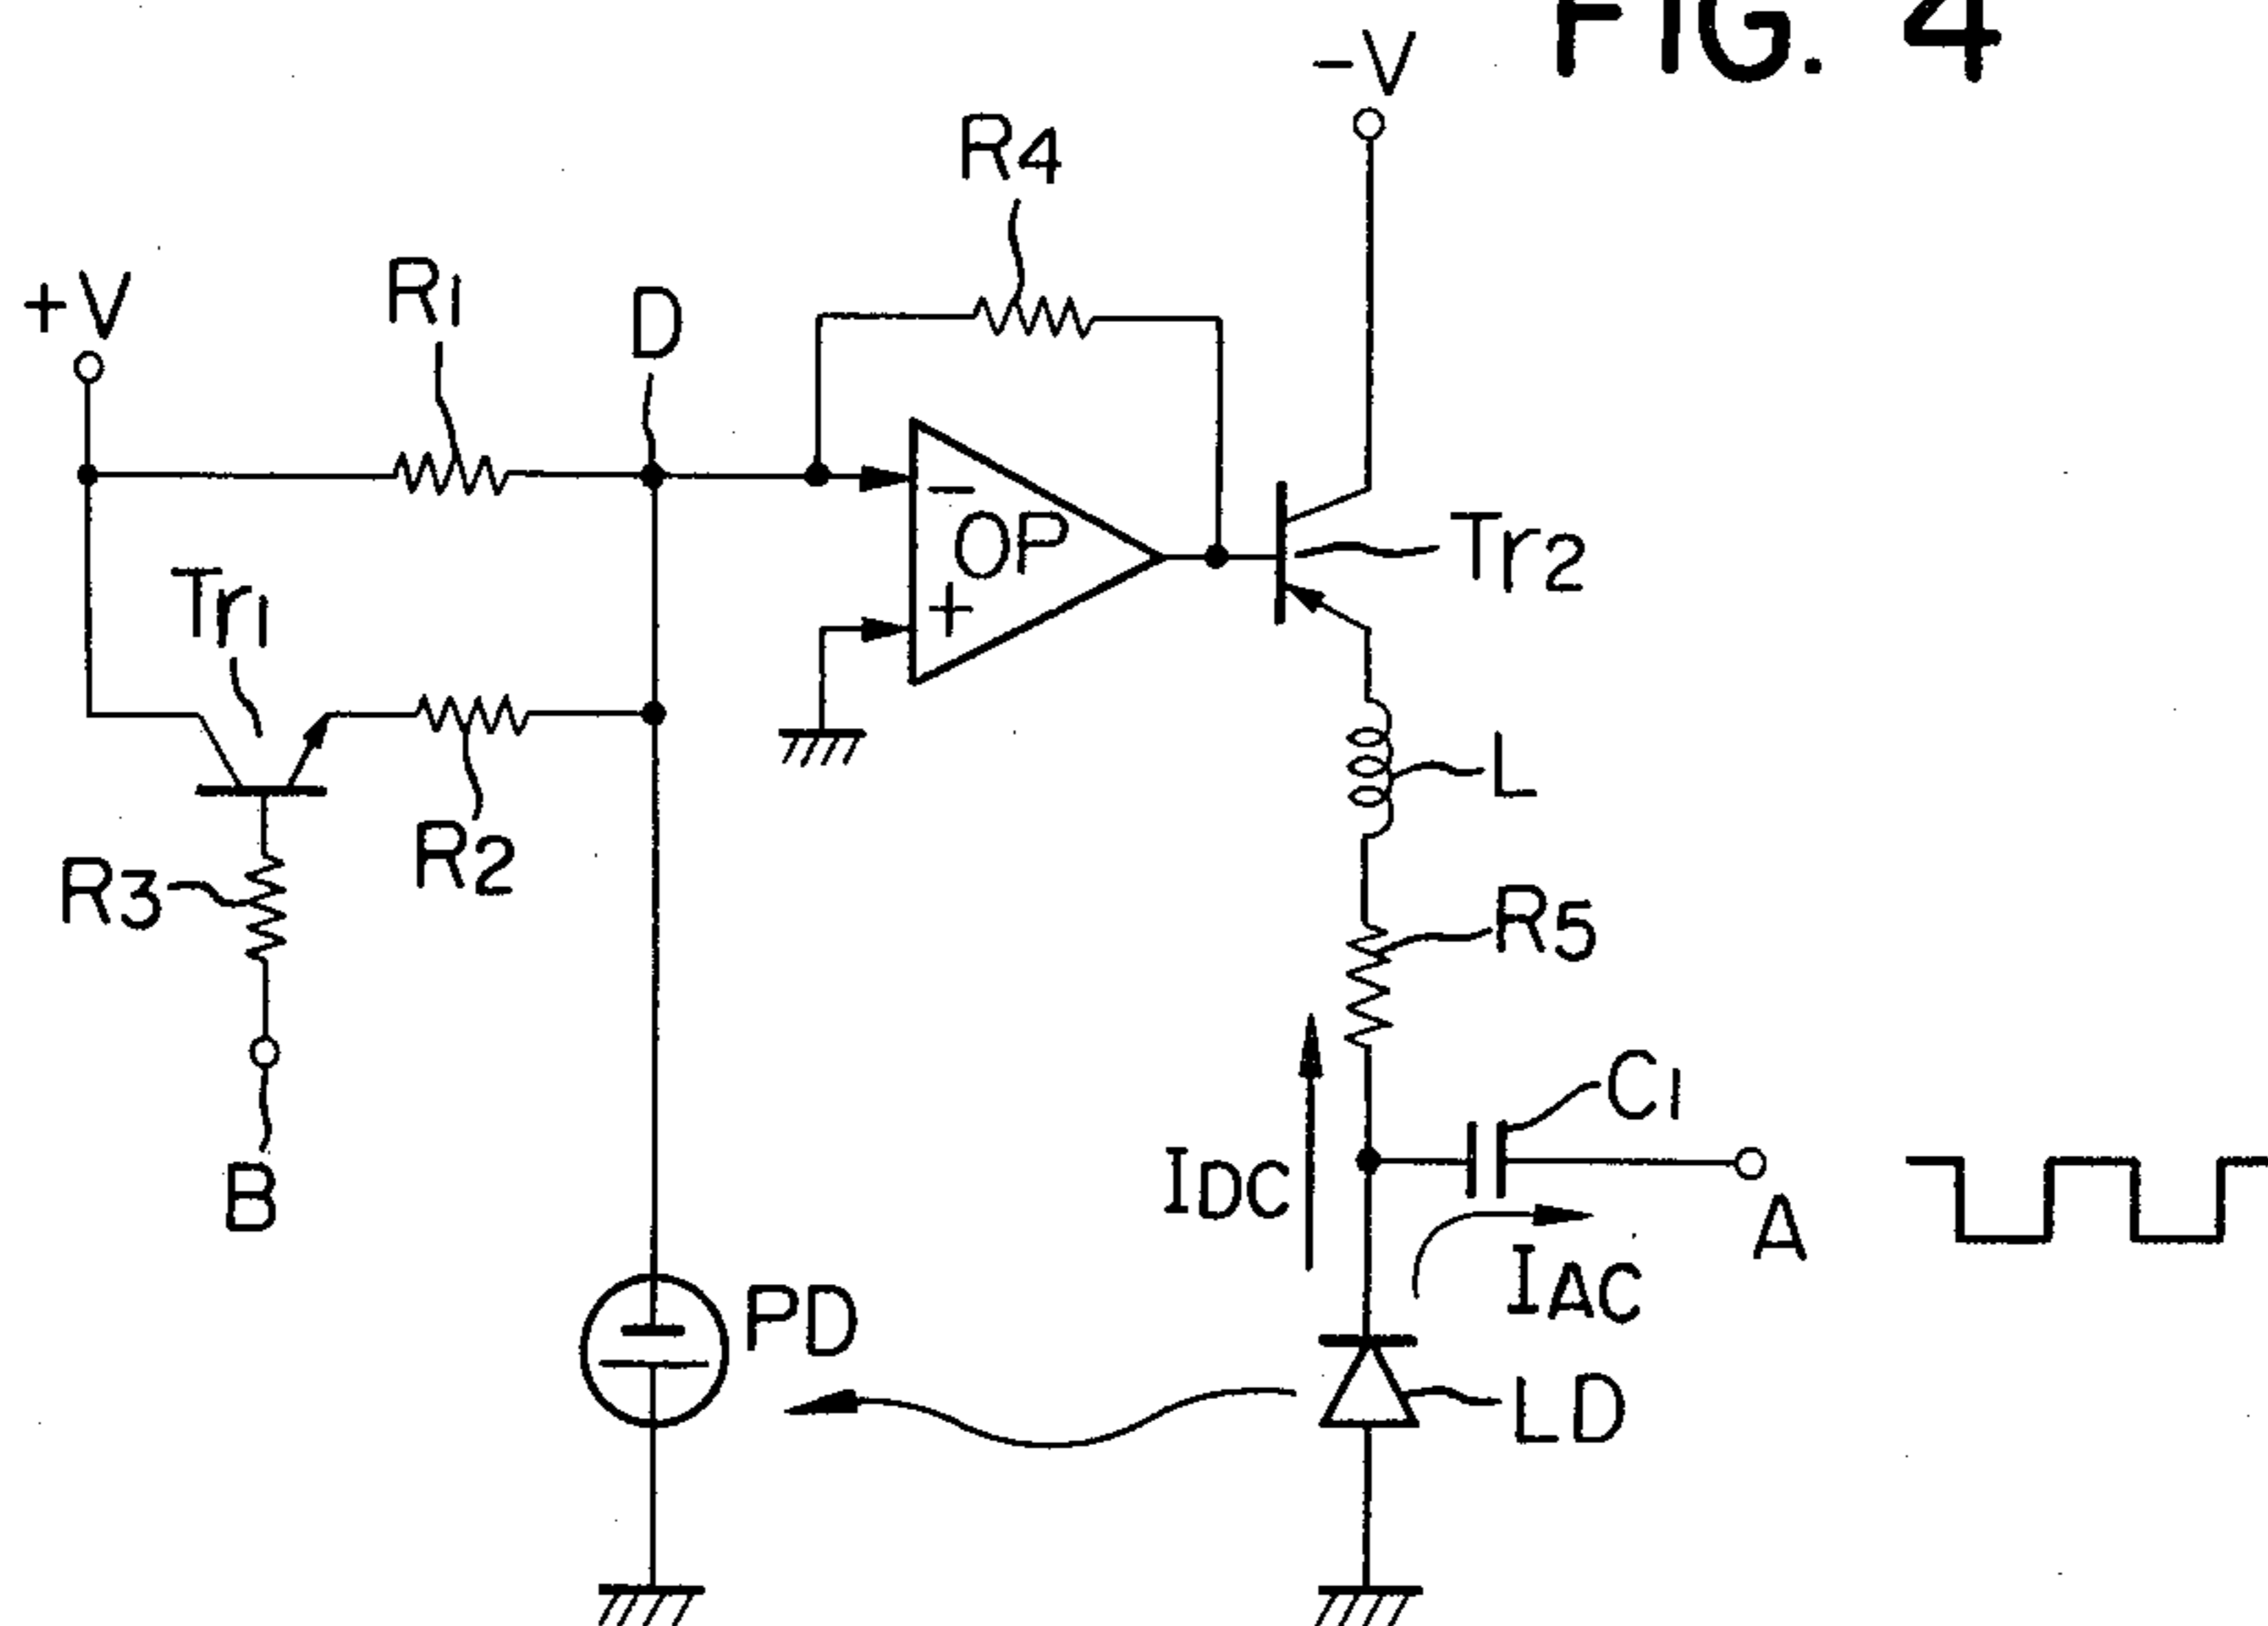 FIG. 4
-V
R4
+V
R1
D
-
OP
+
Tr2
Tr1
L
R2
R3
R5
C1
IDC
B
A
IAC
PD
LD